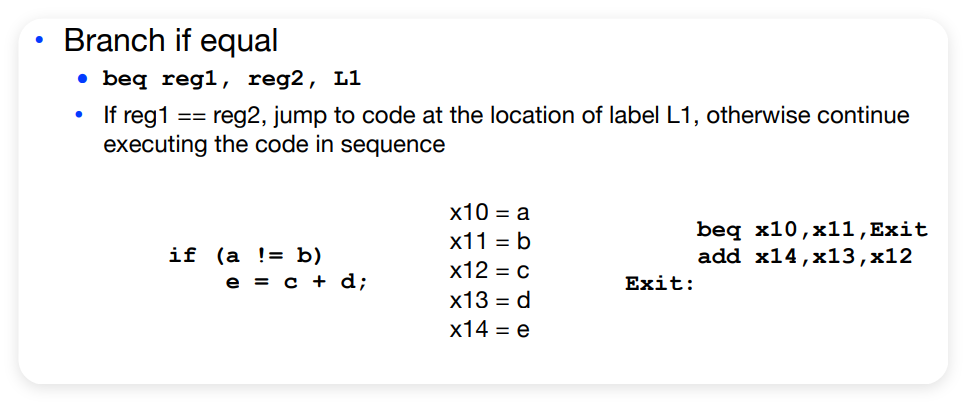 Branch if equal
beq reg1, reg2, L1
If reg1 == reg2, jump to code at the location of label L1, otherwise continue
executing the code in sequence
if (a != b)
e = c + d;
x10 = a
x11 = b
x12 = c
x13 = d
x14 = e
beq x10,x11,Exit
add x14,x13,x12
Exit: